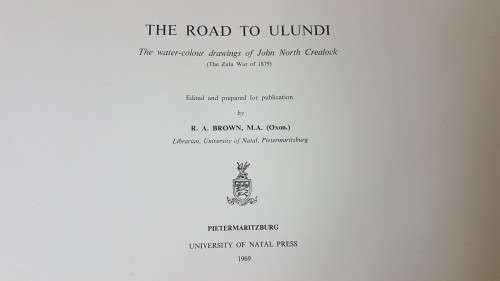 THE ROAD TO ULUNDI
The water-colour drawings of John North Crealock
(The Zulu War of 1879)
Edited and prepared for publication
by
R. A. BROWN, M.A. (Oxon.)
Librarian, University of Natal, Pietermaritzburg
PIETERMARITZBURG
UNIVERSITY OF NATAL PRESS
1969